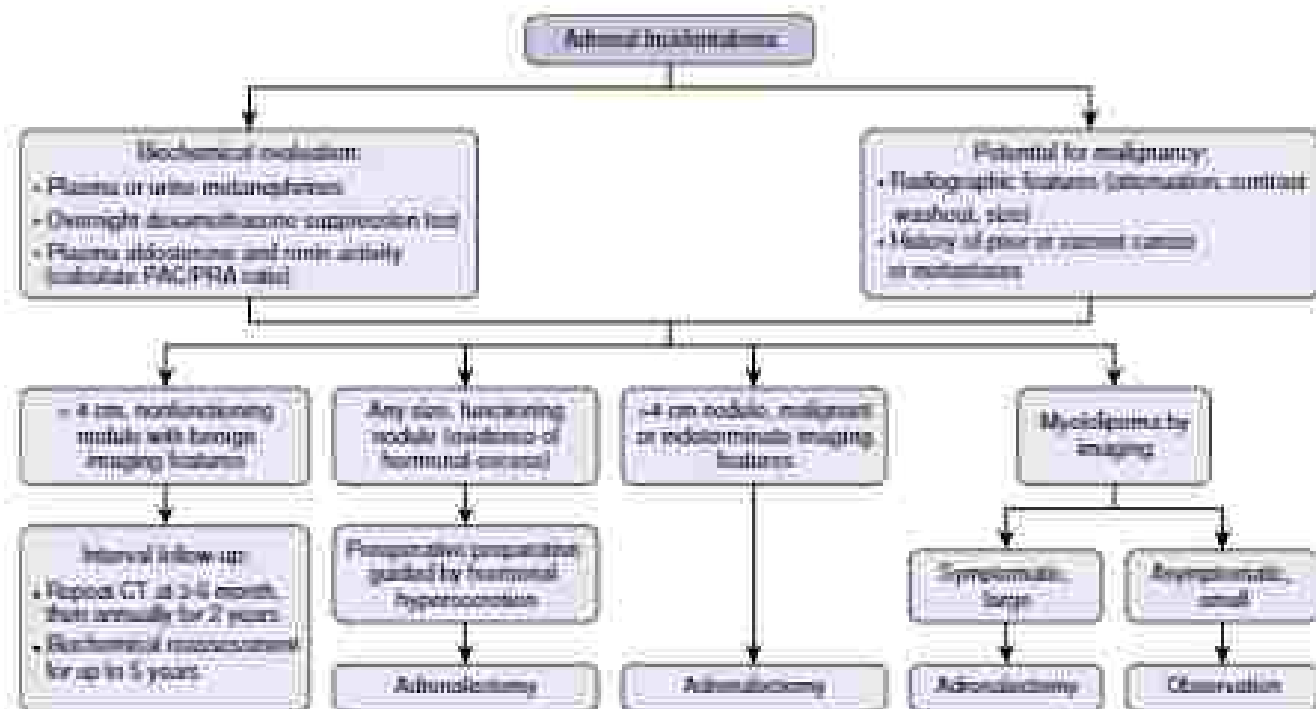 Adrenal Incidentaloma
Biochemical evaluation:
• Plasma or urine metanephrines
• Overnight dexamethasone suppression test
• Plasma aldosterone and renin activity
(calculate PAC/PRA ratio)
Potential for malignancy:
• Radiographic features (attenuation, contrast
washout, size)
• History of prior or current cancer
or metastases
4 cm, nonfunctioning
nodule with benign
imaging features
Any size, functioning
nodule (evidence of
hormonal excess)
>4 cm nodule, malignant
or indeterminate imaging
features
Myelolipoma by
imaging
Interval follow-up:
• Repeat CT at 3-6 month,
then annually for 2 years
• Biochemical reassessment
for up to 5 years
Preoperative preparation
guided by hormonal
hypersecretion
Symptomatic,
large
Asymptomatic,
small
Adrenalectomy
Adrenalectomy
Adrenalectomy
Observation